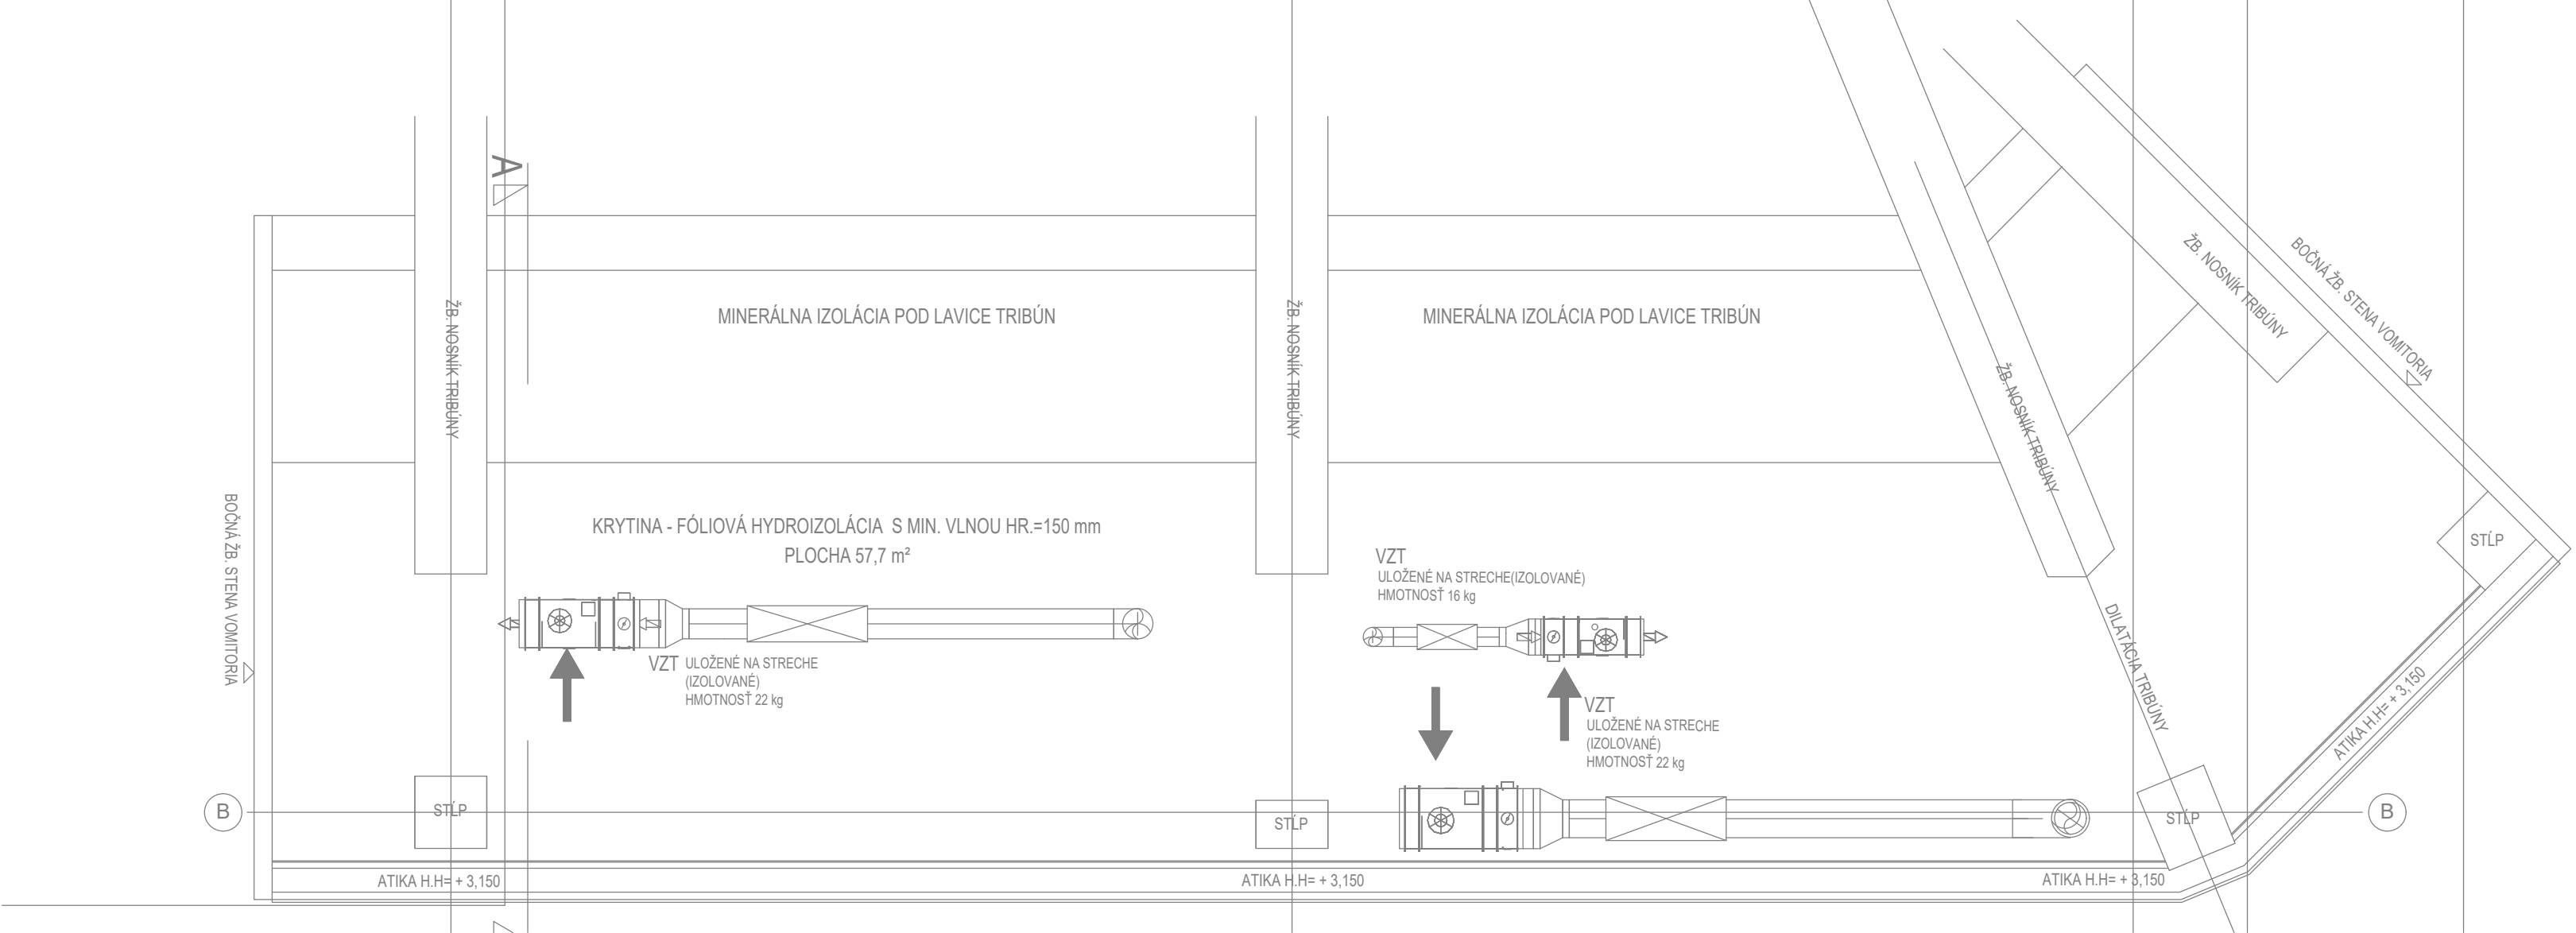 A
ŽB. NOSNÍK TRIBÚNY
BOČNÁ ŽB. STENA VOMITORIA
MINERÁLNA IZOLÁCIA POD LAVICE TRIBÚN
MINERÁLNA IZOLÁCIA POD LAVICE TRIBÚN
ŽB. NOSNÍK TRIBÚNY
ŽB. NOSNÍK TRIBÚNY
ŽB. NOSNÍK TRIBÚNY
BOČNÁ ŽB. STENA VOMITORIA
KRYTINA - FÓLIOVÁ HYDROIZOLÁCIA S MIN. VLNOU HR.=150 mm
PLOCHA 57,7 m²
STĹP
VZT
ULOŽENÉ NA STRECHE(IZOLOVANÉ)
HMOTNOSŤ 16 kg
VZT ULOŽENÉ NA STRECHE
(IZOLOVANÉ)
HMOTNOSŤ 22 kg
DILATÁCIA TRIBÚNY
VZT
ULOŽENÉ NA STRECHE
(IZOLOVANÉ)
HMOTNOSŤ 22 kg
ATIKA H.H= + 3,150
B
STĹP
STĹP
STĹP
B
ATIKA H.H= + 3,150
ATIKA H.H= + 3,150
ATIKA H.H= + 3,150